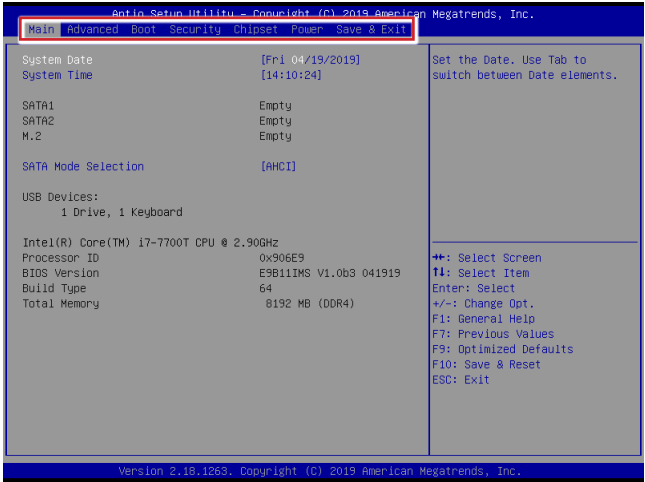 Aptio Setup Utility – Copyright (C) 2019 American Megatrends, Inc.
Main Advanced Boot Security Chipset Power Save & Exit
System Date [Fri 04/19/2019] Set the Date. Use Tab to
System Time [14:10:24] switch between Date elements.
SATA1 Empty
SATA2 Empty
M.2 Empty
SATA Mode Selection [AHCI]
USB Devices:
1 Drive, 1 Keyboard
Intel(R) Core(TM) i7-7700T CPU @ 2.90GHz
Processor ID 0x906E9
BIOS Version E9B11IMS V1.0b3 041919
Build Type 64
Total Memory 8192 MB (DDR4)
→←: Select Screen
↑↓: Select Item
Enter: Select
+/-: Change Opt.
F1: General Help
F7: Previous Values
F9: Optimized Defaults
F10: Save & Reset
ESC: Exit
Version 2.18.1263. Copyright (C) 2019 American Megatrends, Inc.